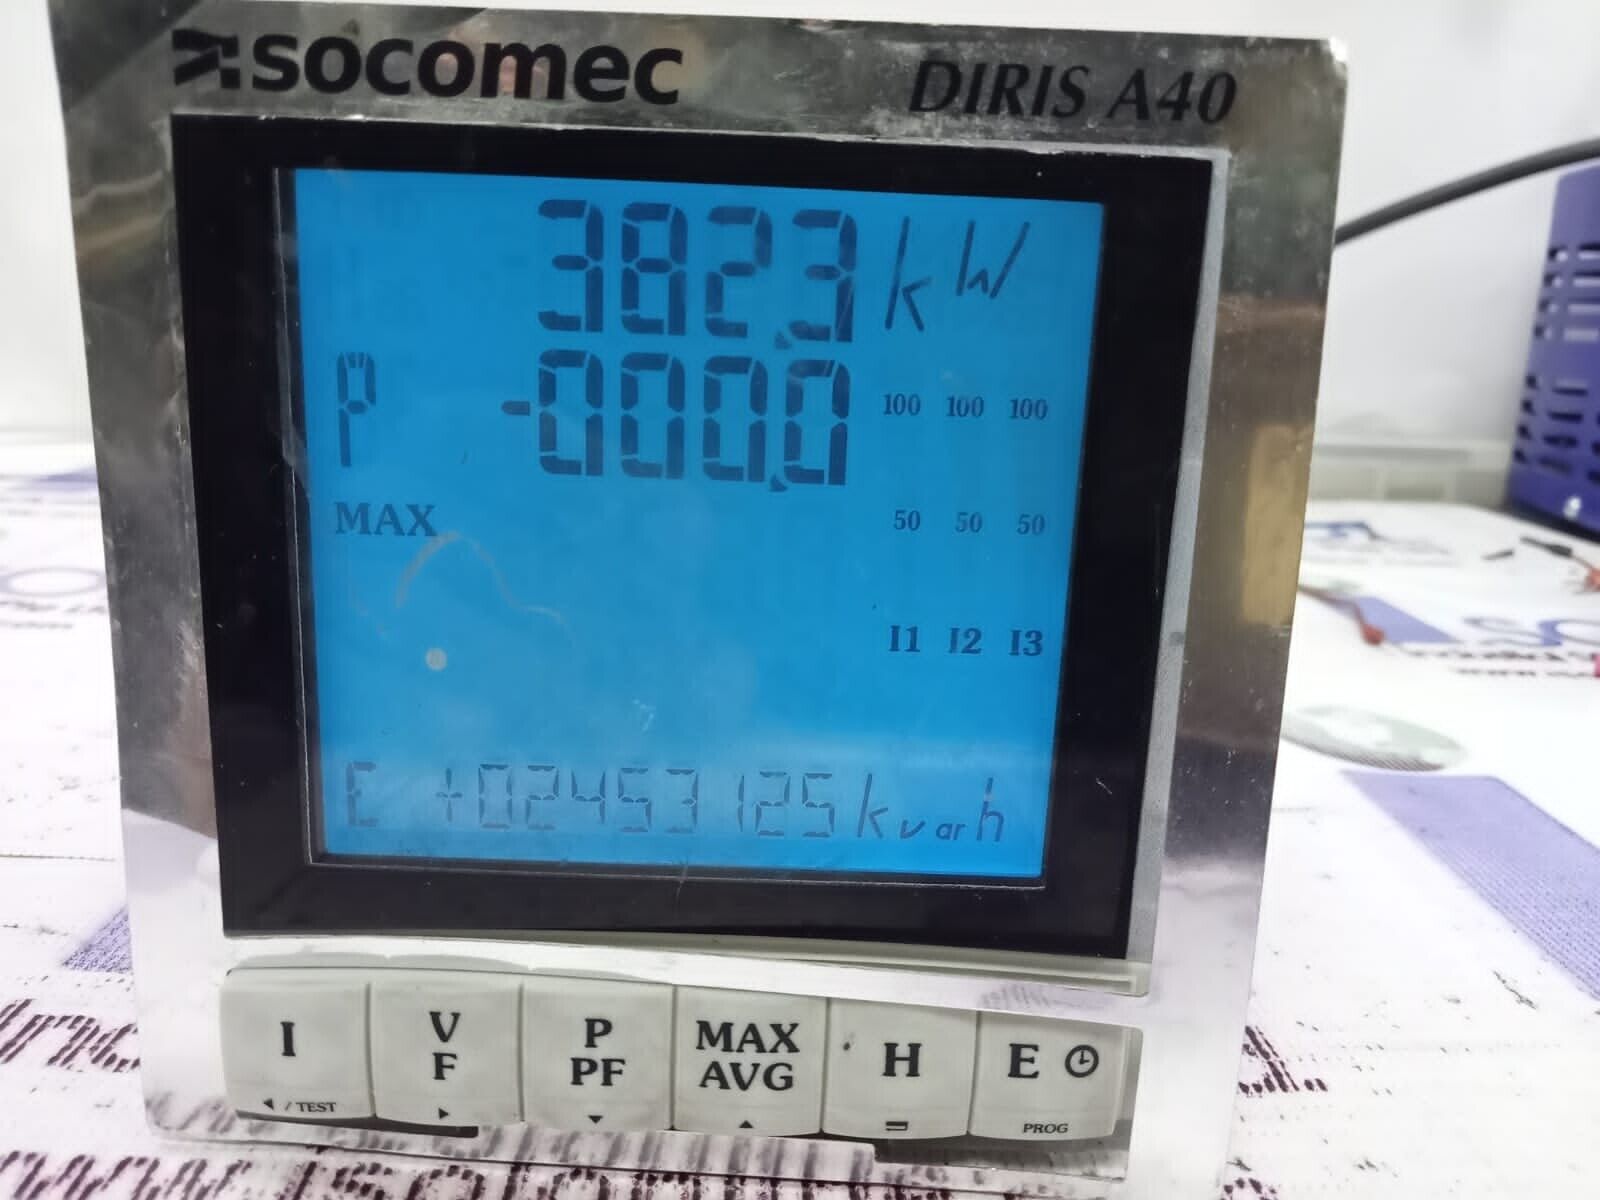 socomec DIRIS A40
382.3 kW
P -000.0
100 100 100
MAX
50 50 50
I1 I2 I3
E +02453125 kvarh
I
/ TEST
V
F
P
PF
MAX
AVG
H
E
PROG